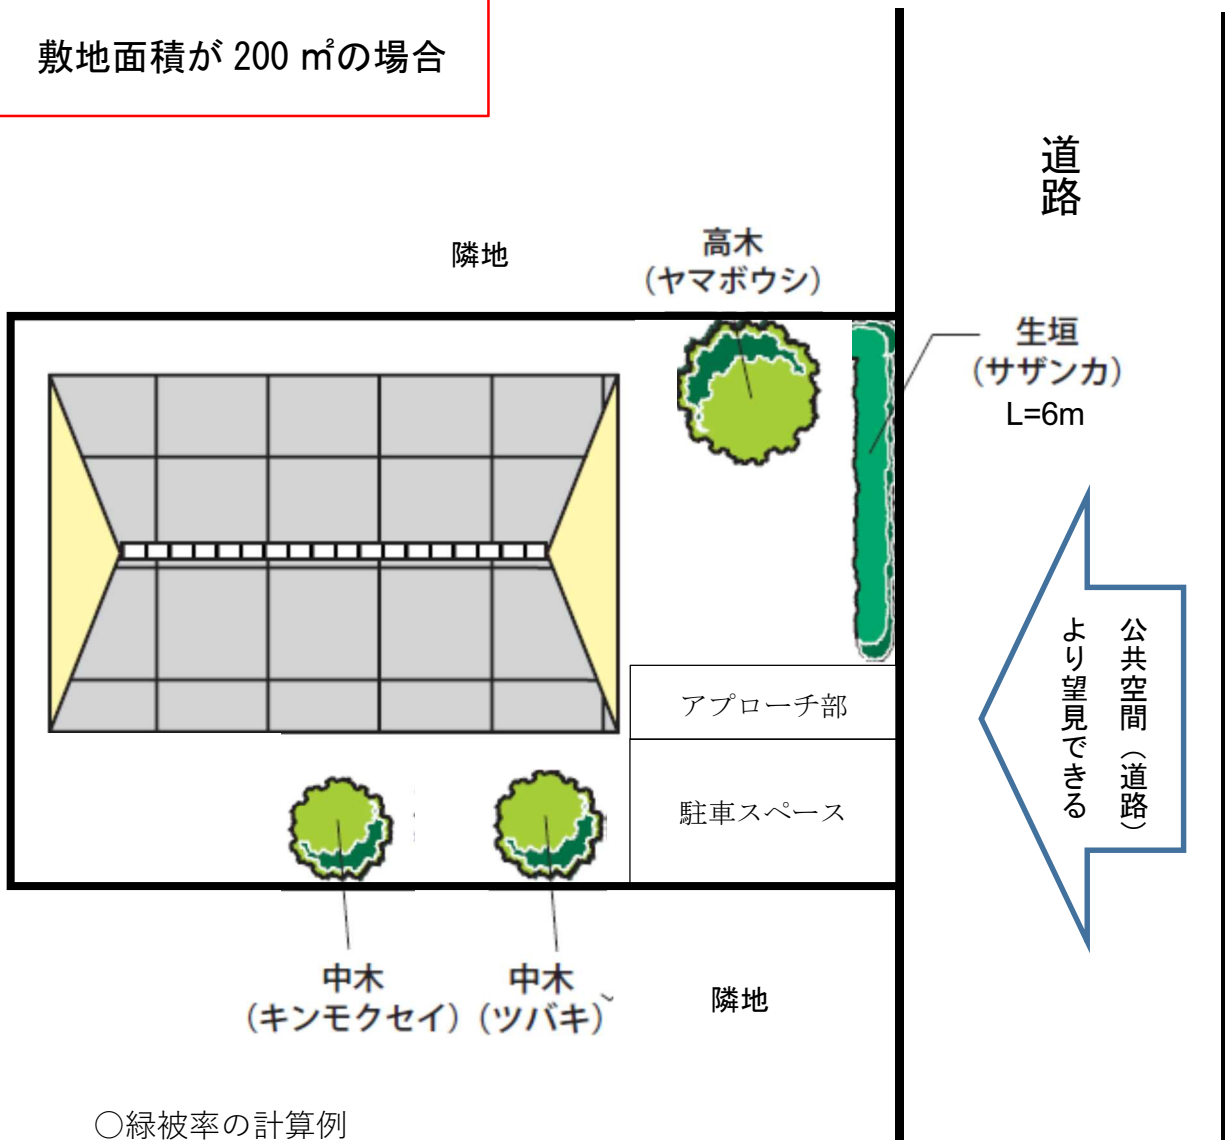 敷地面積が 200 ㎡の場合
道路
隣地
高木
（ヤマボウシ）
生垣
（サザンカ）
L=6m
公共空間（道路）
より望見できる
アプローチ部
駐車スペース
中木
（キンモクセイ）
中木
（ツバキ）
隣地
○緑被率の計算例